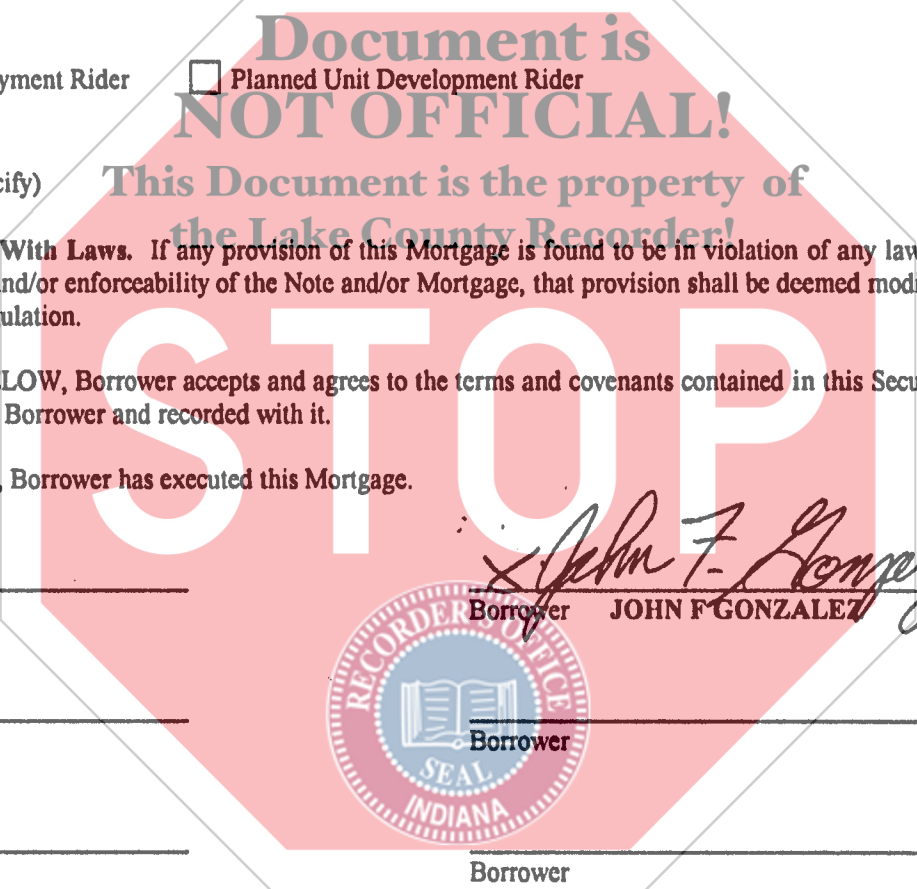 Document is
yment Rider Planned Unit Development Rider
NOT OFFICIAL!
cify) This Document is the property of
the Lake County Recorder!
With Laws. If any provision of this Mortgage is found to be in violation of any law
nd/or enforceability of the Note and/or Mortgage, that provision shall be deemed modi
ulation.
STOP
LOW, Borrower accepts and agrees to the terms and covenants contained in this Secu
Borrower and recorded with it.
, Borrower has executed this Mortgage.
x John F. Gonzalez
Borrower JOHN F GONZALEZ
RECORDER'S OFFICE
Borrower
SEAL
INDIANA
Borrower